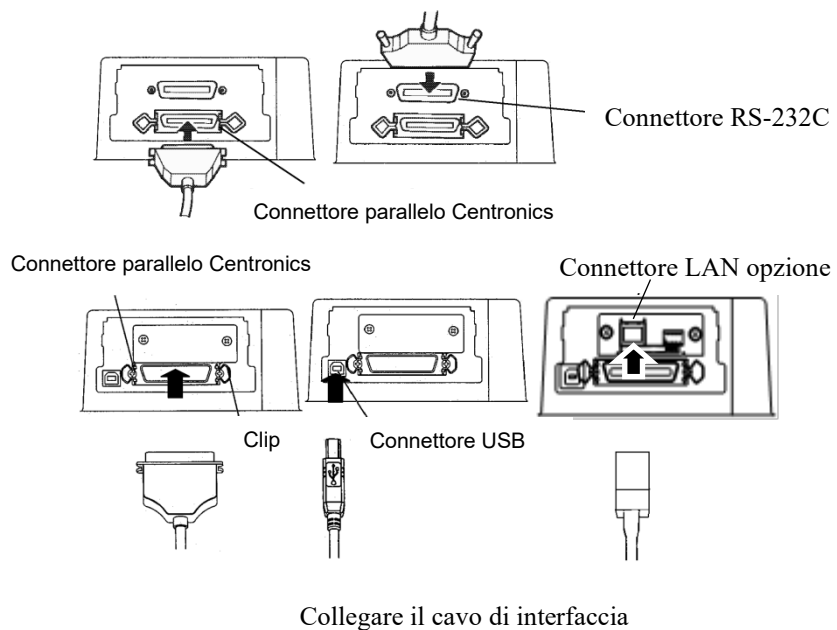 Connettore RS-232C
Connettore parallelo Centronics
Connettore parallelo Centronics
Connettore LAN opzione
Clip
Connettore USB
Collegare il cavo di interfaccia